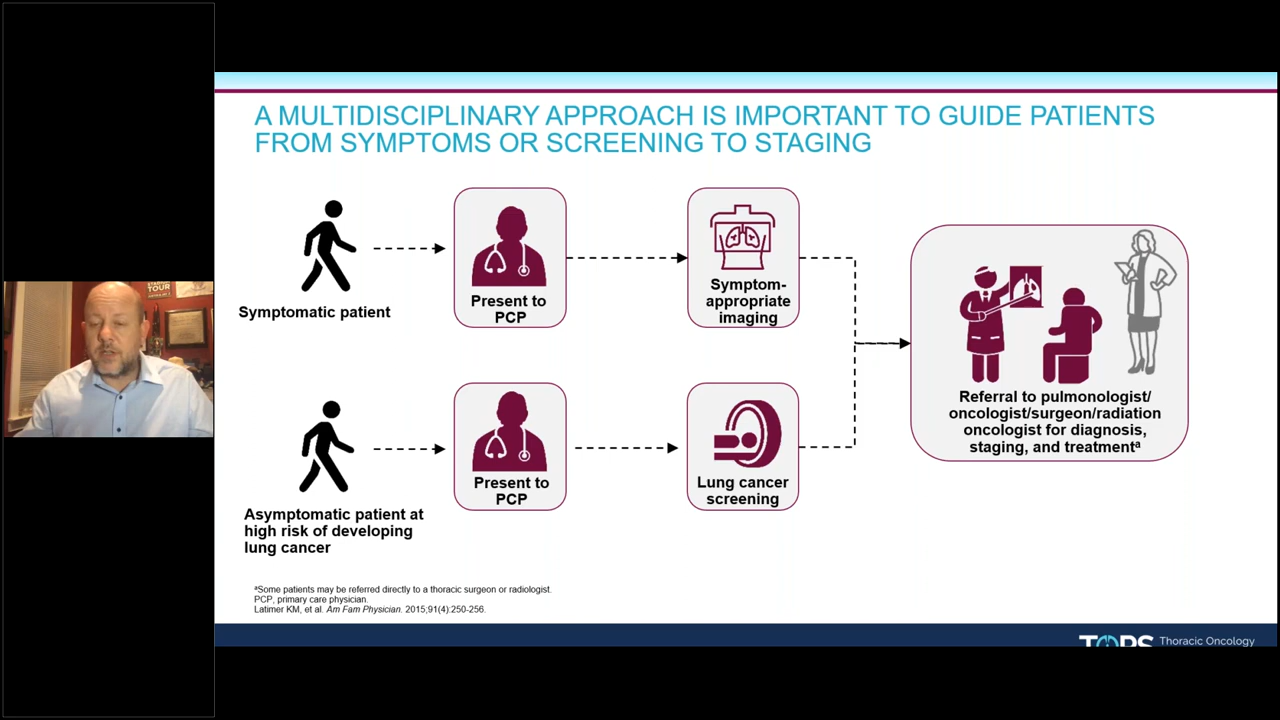 A MULTIDISCIPLINARY APPROACH IS IMPORTANT TO GUIDE PATIENTS
FROM SYMPTOMS OR SCREENING TO STAGING
Symptomatic patient
Present to
PCP
Symptom-
appropriate
imaging
Asymptomatic patient at
high risk of developing
lung cancer
Present to
PCP
Lung cancer
screening
Referral to pulmonologist/
oncologist/surgeon/radiation
oncologist for diagnosis,
staging, and treatmentᵃ
ᵃSome patients may be referred directly to a thoracic surgeon or radiologist.
PCP, primary care physician.
Latimer KM, et al. Am Fam Physician. 2015;91(4):250-256.
TOPS Thoracic Oncology
TOUR